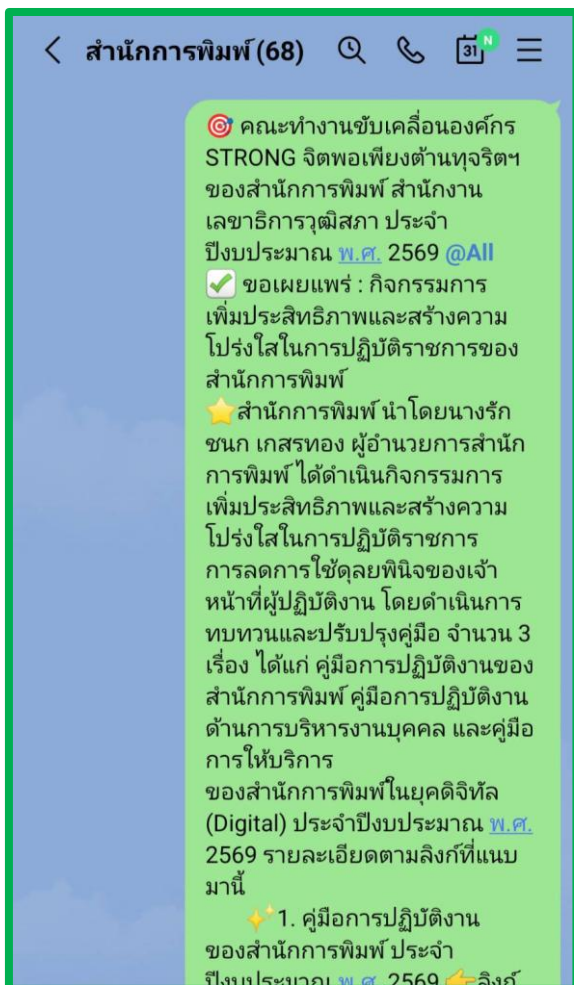 สำนักการพิมพ์ (68)
31 N
🎯 คณะทำงานขับเคลื่อนองค์กร
STRONG จิตพอเพียงต้านทุจริตฯ
ของสำนักการพิมพ์ สำนักงาน
เลขาธิการวุฒิสภา ประจำ
ปีงบประมาณ พ.ศ. 2569 @All
✅ ขอเผยแพร่ : กิจกรรมการ
เพิ่มประสิทธิภาพและสร้างความ
โปร่งใสในการปฏิบัติราชการของ
สำนักการพิมพ์
⭐สำนักการพิมพ์ นำโดยนางรัก
ชนก เกสรทอง ผู้อำนวยการสำนัก
การพิมพ์ ได้ดำเนินกิจกรรมการ
เพิ่มประสิทธิภาพและสร้างความ
โปร่งใสในการปฏิบัติราชการ
การลดการใช้ดุลยพินิจของเจ้า
หน้าที่ผู้ปฏิบัติงาน โดยดำเนินการ
ทบทวนและปรับปรุงคู่มือ จำนวน 3
เรื่อง ได้แก่ คู่มือการปฏิบัติงานของ
สำนักการพิมพ์ คู่มือการปฏิบัติงาน
ด้านการบริหารงานบุคคล และคู่มือ
การให้บริการ
ของสำนักการพิมพ์ในยุคดิจิทัล
(Digital) ประจำปีงบประมาณ พ.ศ.
2569 รายละเอียดตามลิงก์ที่แนบ
มานี้
✨1. คู่มือการปฏิบัติงาน
ของสำนักการพิมพ์ ประจำ
ปีงบประมาณ พ.ศ. 2569 👉ลิงก์